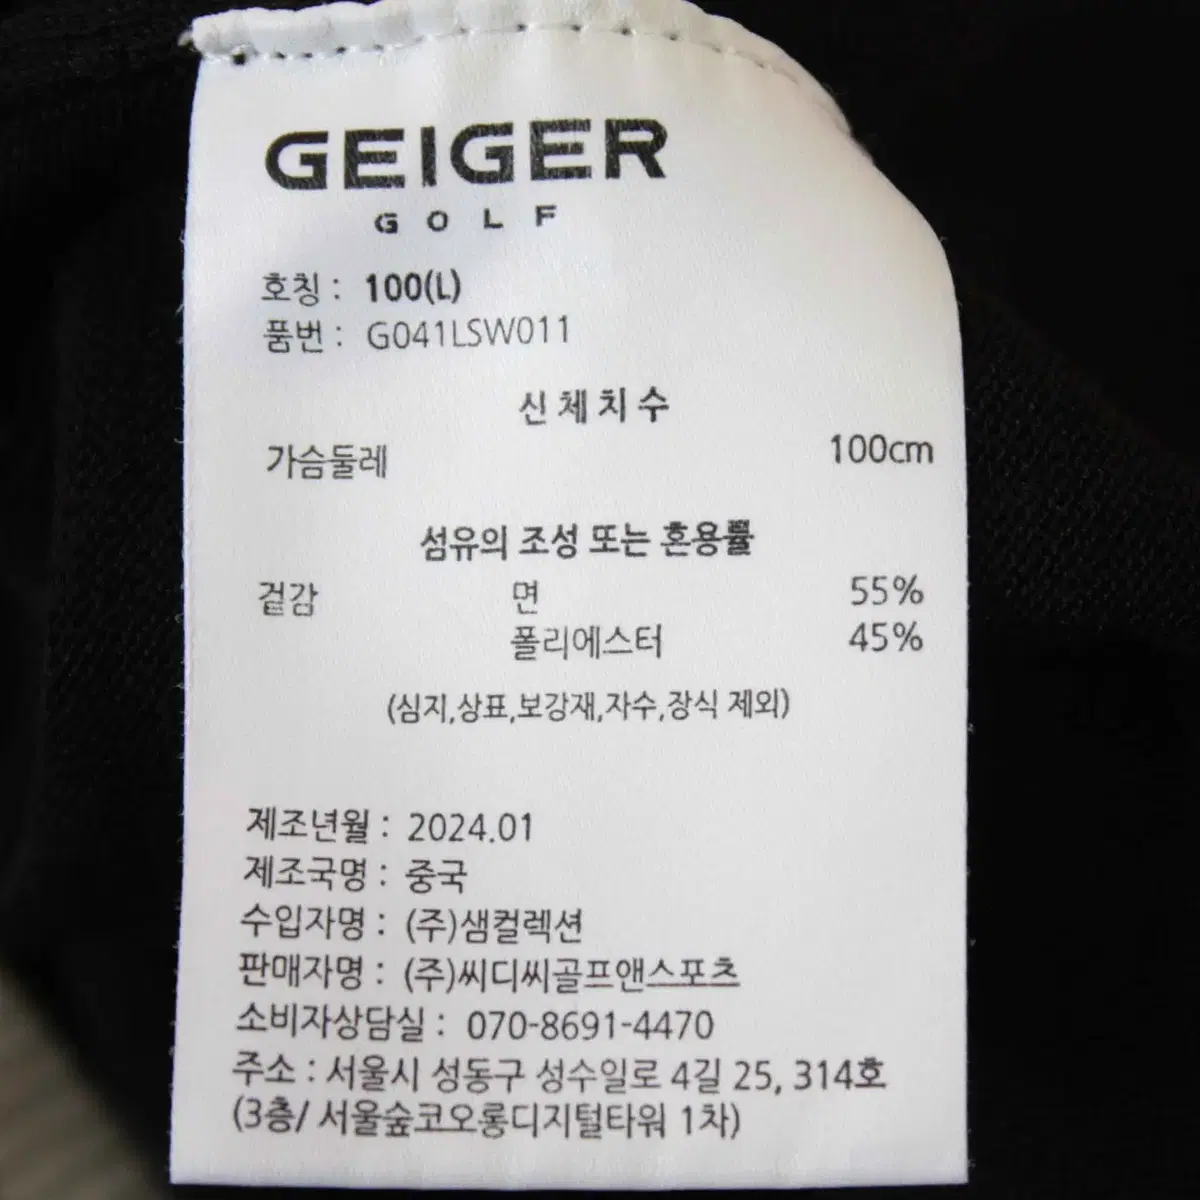 GEIGER
GOLF
호칭 : 100(L)
품번 : G041LSW011
신체치수
가슴둘레 100cm
섬유의 조성 또는 혼용률
겉감 면 55%
폴리에스터 45%
(심지,상표,보강재,자수,장식 제외)
제조년월 : 2024.01
제조국명 : 중국
수입자명 : (주)샘컬렉션
판매자명 : (주)씨디씨골프앤스포츠
소비자상담실 : 070-8691-4470
주소 : 서울시 성동구 성수일로 4길 25, 314호
(3층/ 서울숲코오롱디지털타워 1차)